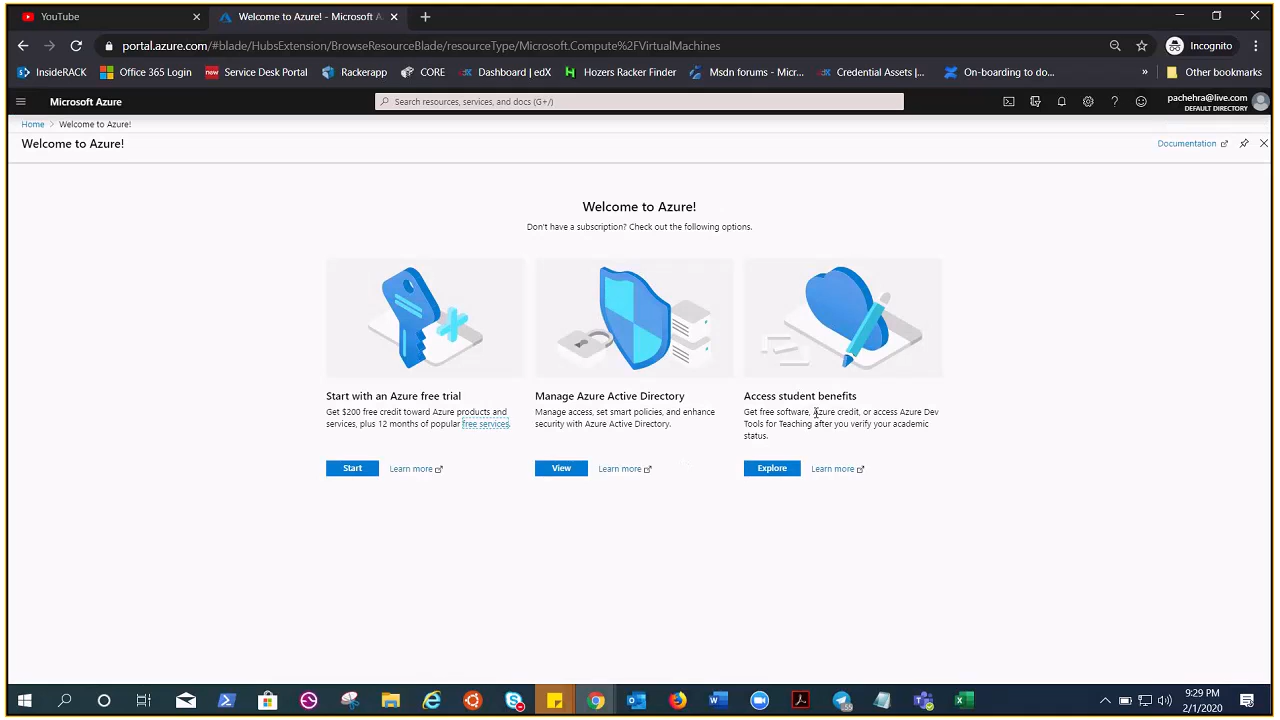 YouTube
Welcome to Azure! - Microsoft A
portal.azure.com/#blade/HubsExtension/BrowseResourceBlade/resourceType/Microsoft.Compute%2FVirtualMachines
Incognito
InsideRACK
Office 365 Login
new
Service Desk Portal
Rackerapp
CORE
edX
Dashboard | edX
H
Hozers Racker Finder
Msdn forums - Micr...
edX
Credential Assets |...
On-boarding to do...
»
Other bookmarks
Microsoft Azure
Search resources, services, and docs (G+/)
pachehra@live.com
DEFAULT DIRECTORY
Home > Welcome to Azure!
Welcome to Azure!
Documentation
Welcome to Azure!
Don't have a subscription? Check out the following options.
Start with an Azure free trial
Get $200 free credit toward Azure products and
services, plus 12 months of popular free services.
Start
Learn more
Manage Azure Active Directory
Manage access, set smart policies, and enhance
security with Azure Active Directory.
View
Learn more
Access student benefits
Get free software, Azure credit, or access Azure Dev
Tools for Teaching after you verify your academic
status.
Explore
Learn more
9:29 PM
2/1/2020